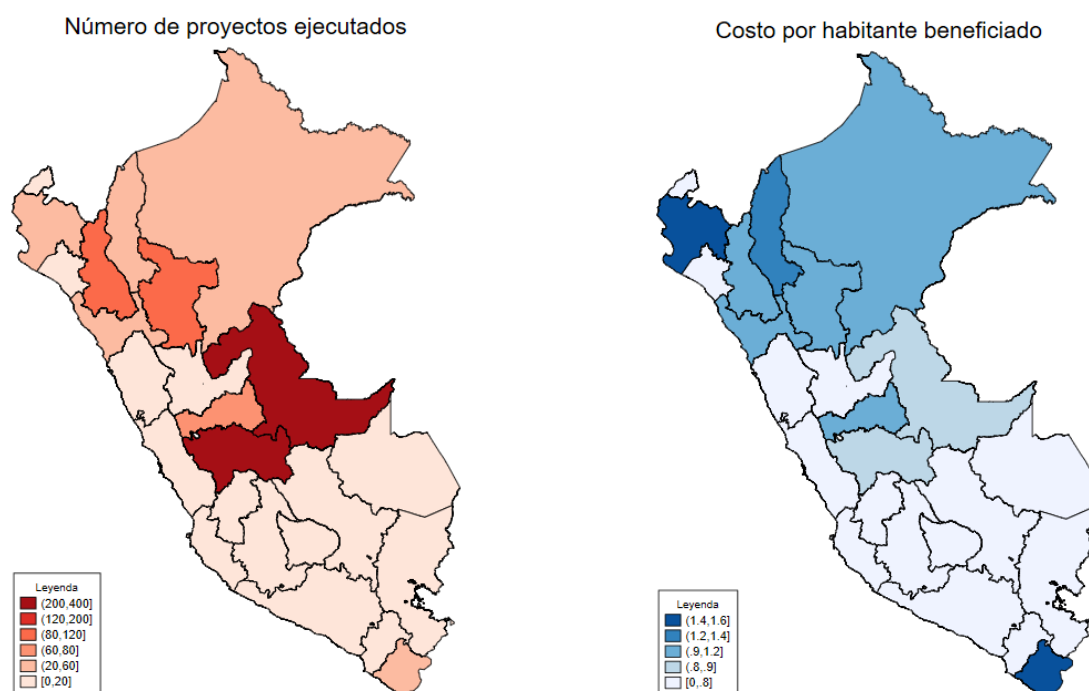 Número de proyectos ejecutados
Leyenda
(200,400]
(120,200]
(80,120]
(60,80]
(20,60]
[0,20]
Costo por habitante beneficiado
Leyenda
(1.4,1.6]
(1.2,1.4]
(.9,1.2]
(.8,.9]
[0,.8]